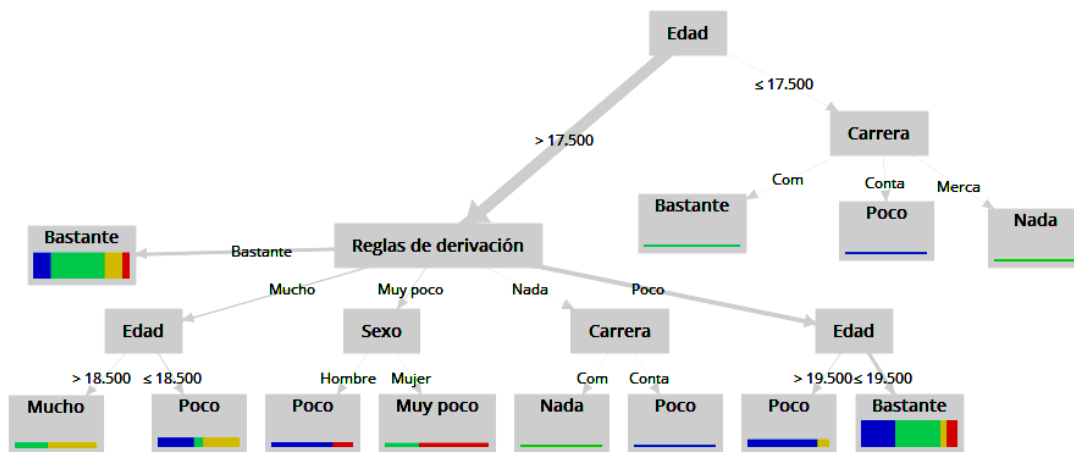 Edad
≤ 17.500
> 17.500
Carrera
Com
Conta
Merca
Bastante
Poco
Nada
Bastante
Bastante
Reglas de derivación
Mucho
Muy poco
Nada
Poco
Edad
Sexo
Carrera
Edad
> 18.500
≤ 18.500
Hombre
Mujer
Com
Conta
> 19.500
≤ 19.500
Mucho
Poco
Poco
Muy poco
Nada
Poco
Poco
Bastante